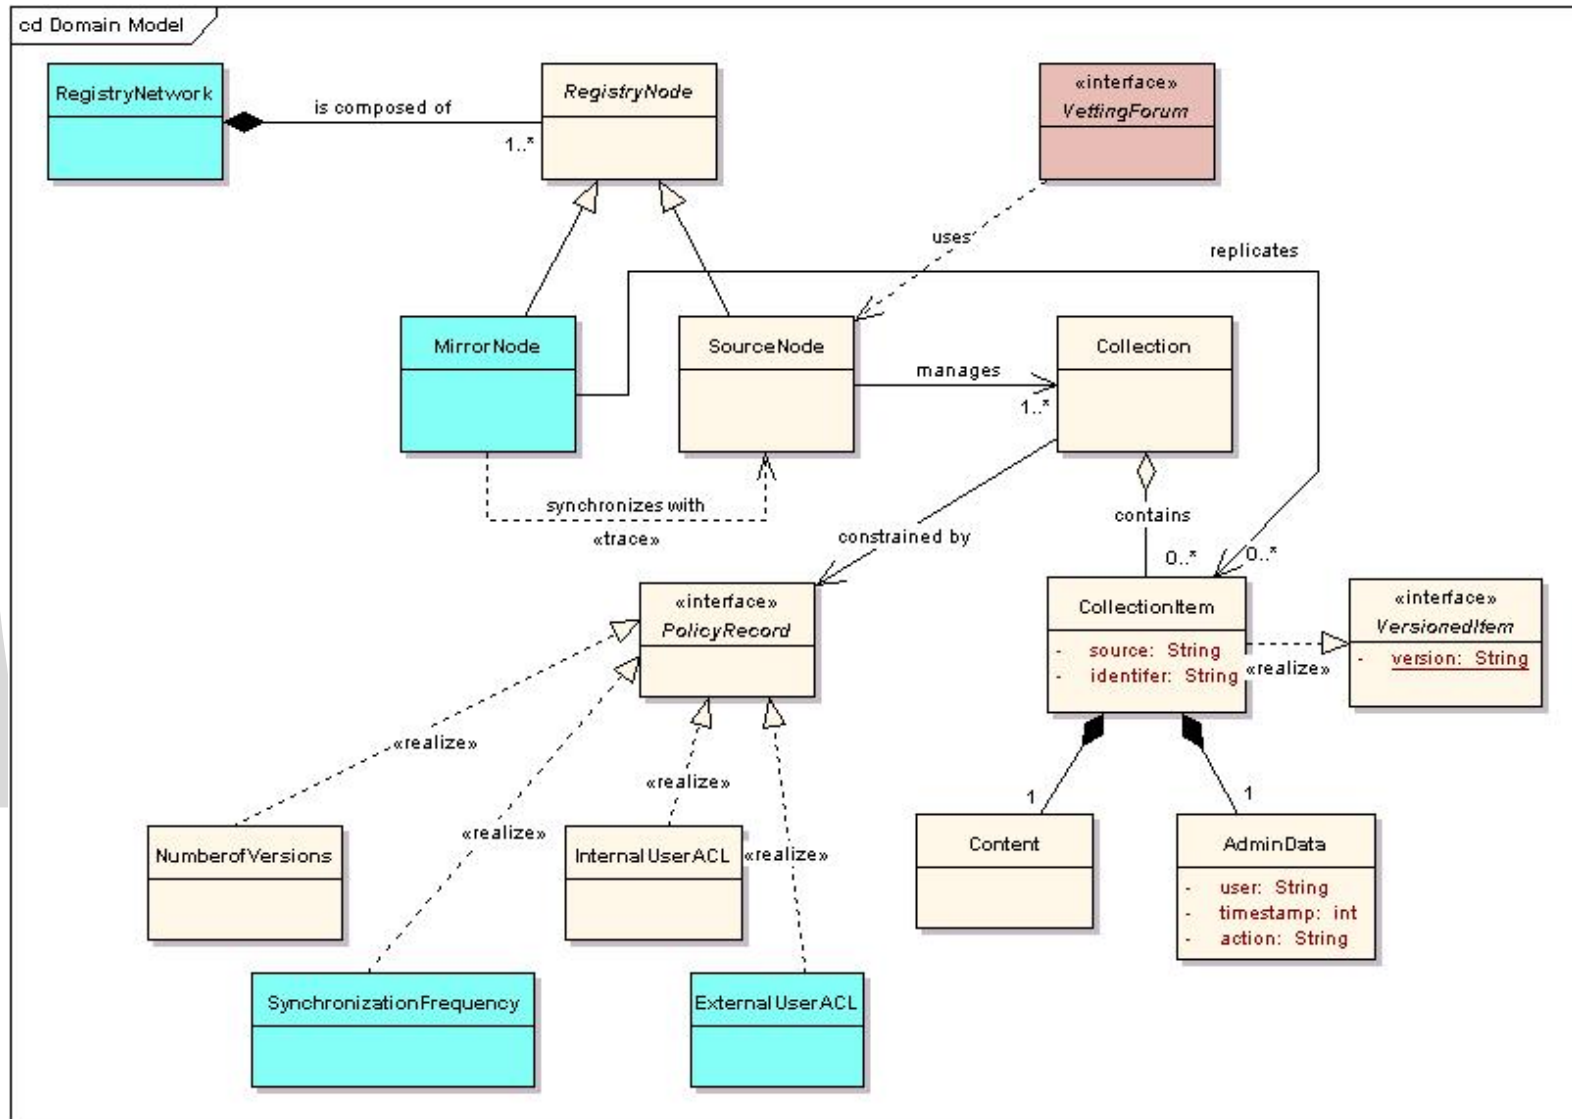 cd Domain Model
RegistryNetwork
is composed of
1..*
RegistryNode
«interface»
VettingForum
uses
replicates
MirrorNode
SourceNode
manages
1..*
Collection
synchronizes with
«trace»
constrained by
contains
0..*
0..*
«interface»
PolicyRecord
CollectionItem
- source: String
- identifer: String
«realize»
«interface»
VersionedItem
- version: String
«realize»
«realize»
«realize»
«realize»
1
1
NumberofVersions
InternalUserACL
Content
AdminData
- user: String
- timestamp: int
- action: String
SynchronizationFrequency
ExternalUserACL